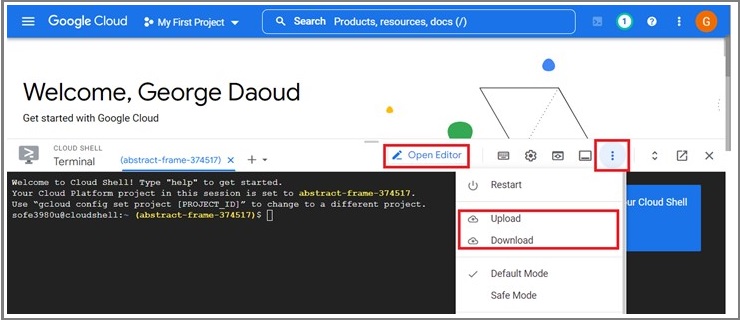 Google Cloud
My First Project
Search Products, resources, docs (/)
1
G
Welcome, George Daoud
Get started with Google Cloud
CLOUD SHELL
Terminal
(abstract-frame-374517)
Open Editor
Welcome to Cloud Shell! Type "help" to get started.
Your Cloud Platform project in this session is set to abstract-frame-374517.
Use "gcloud config set project [PROJECT_ID]" to change to a different project.
sofe3980u@cloudshell:~ (abstract-frame-374517)$
Restart
Upload
Download
Default Mode
Safe Mode
our Cloud Shell